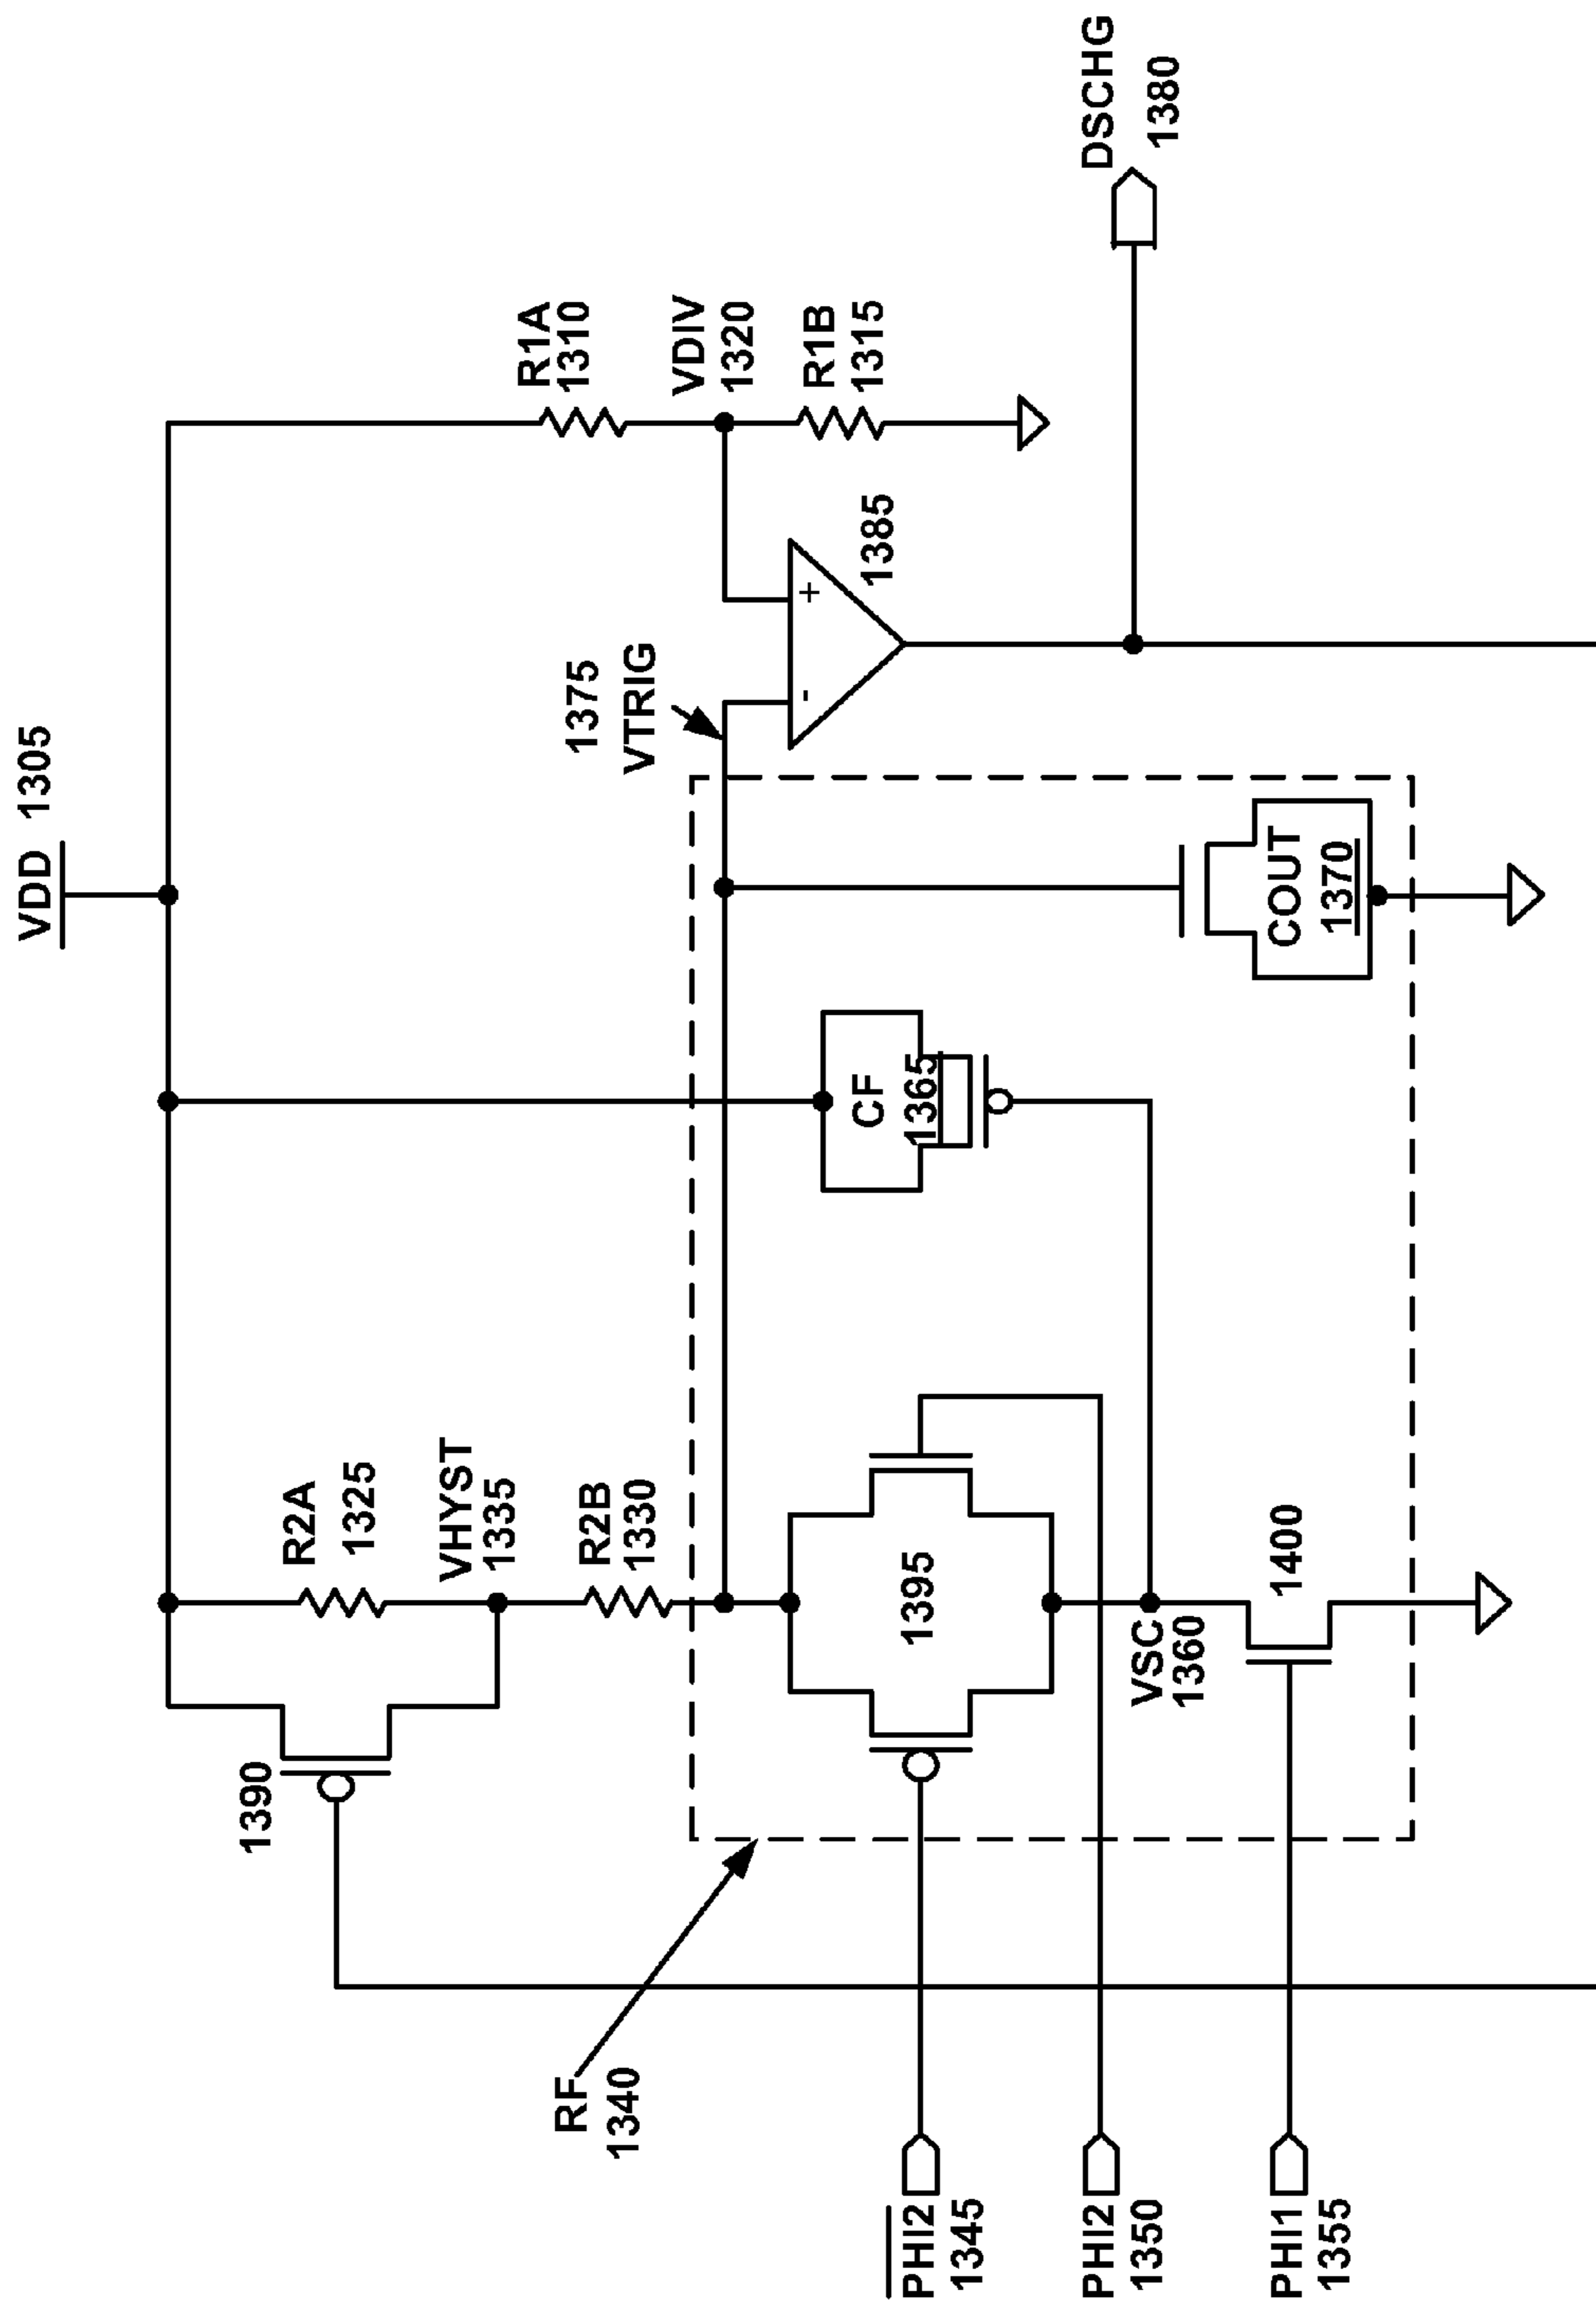 VDD 1305
R2A
1325
VHYST
1335
R2B
1330
1390
RF
1340
1375
VTRIG
R1A
1310
VDIV
1320
R1B
1315
-
+
1385
DSCHG
1380
CF
1365
COUT
1370
1395
VSC
1360
1400
PHI2
1345
PHI2
1350
PHI1
1355